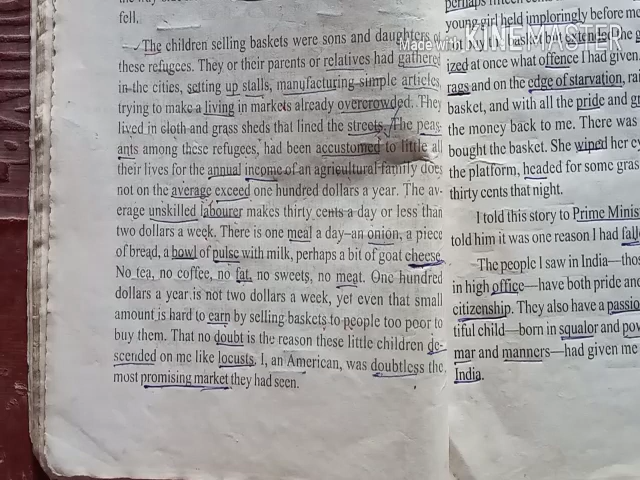 fell.
The children selling baskets were sons and daughters of
these refugees. They or their parents or relatives had gathered
in the cities, setting up stalls, manufacturing simple articles
trying to make a living in markets already overcrowded. They
lived in cloth and grass sheds that lined the streets. The peas-
ants among these refugees, had been accustomed to little all
their lives for the annual income of an agricultural family does
not on the average exceed one hundred dollars a year. The av-
erage unskilled labourer makes thirty cents a day or less than
two dollars a week. There is one meal a day—an onion, a piece
of bread, a bowl of pulse with milk, perhaps a bit of goat cheese.
No tea, no coffee, no fat, no sweets, no meat. One hundred
dollars a year is not two dollars a week, yet even that small
amount is hard to earn by selling baskets to people too poor to
buy them. That no doubt is the reason these little children de-
scended on me like locusts. I, an American, was doubtless the
most promising market they had seen.
perhaps fifteen
young girl held imploringly before me
Made with KINEMASTER
ized at once what offence I had given.
rags and on the edge of starvation,
basket, and with all the pride and
the money back to me. There was
bought the basket. She wiped her
the platform, headed for some
thirty cents that night.
I told this story to Prime
told him it was one reason I had
The people I saw in India—
in high office—have both pride and
citizenship. They also have a
child—born in squalor and
and manners—had given me
India.